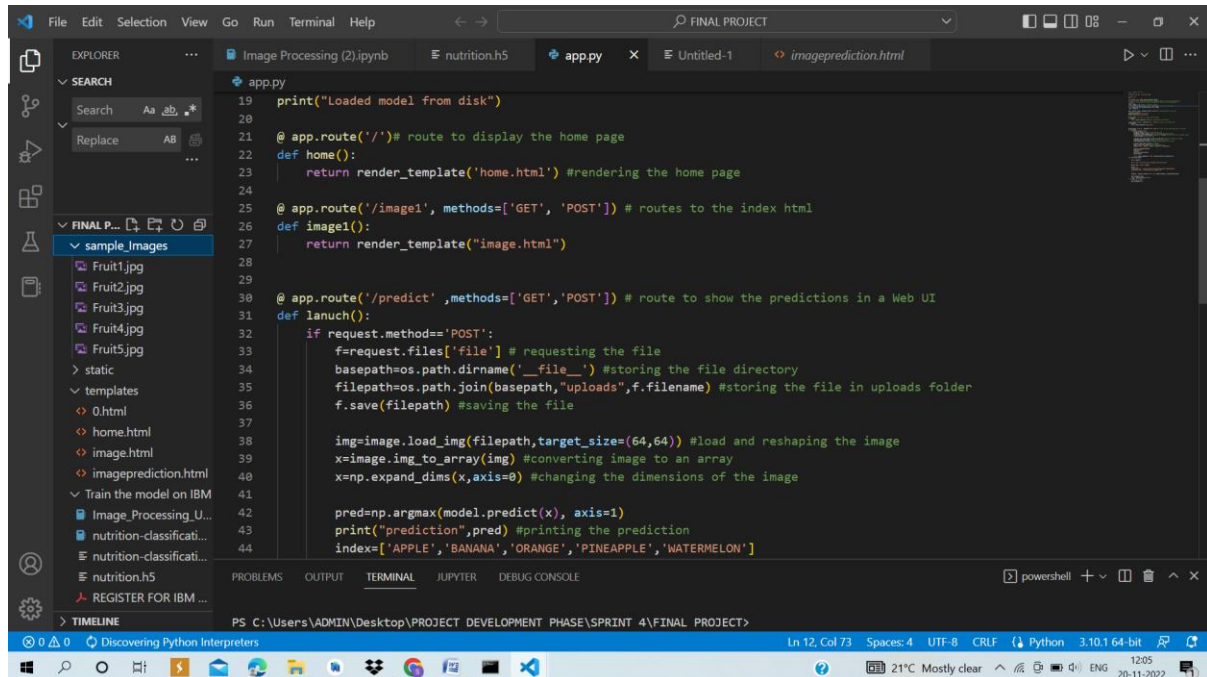 File Edit Selection View Go Run Terminal Help FINAL PROJECT
EXPLORER
SEARCH
Search Aa ab, .*
Replace AB
FINAL P...
sample_Images
Fruit1.jpg
Fruit2.jpg
Fruit3.jpg
Fruit4.jpg
Fruit5.jpg
static
templates
0.html
home.html
image.html
imageprediction.html
Train the model on IBM
Image_Processing_U...
nutrition-classificati...
nutrition-classificati...
nutrition.h5
REGISTER FOR IBM ...
TIMELINE
Image Processing (2).ipynb nutrition.h5 app.py Untitled-1 imageprediction.html
app.py
19 print("Loaded model from disk")
20
21 @ app.route('/')# route to display the home page
22 def home():
23     return render_template('home.html') #rendering the home page
24
25 @ app.route('/image1', methods=['GET', 'POST']) # routes to the index html
26 def image1():
27     return render_template("image.html")
28
29
30 @ app.route('/predict' ,methods=['GET','POST']) # route to show the predictions in a Web UI
31 def lanuch():
32     if request.method=='POST':
33         f=request.files['file'] # requesting the file
34         basepath=os.path.dirname('__file__') #storing the file directory
35         filepath=os.path.join(basepath,"uploads",f.filename) #storing the file in uploads folder
36         f.save(filepath) #saving the file
37
38         img=image.load_img(filepath,target_size=(64,64)) #load and reshaping the image
39         x=image.img_to_array(img) #converting image to an array
40         x=np.expand_dims(x,axis=0) #changing the dimensions of the image
41
42         pred=np.argmax(model.predict(x), axis=1)
43         print("prediction",pred) #printing the prediction
44         index=['APPLE','BANANA','ORANGE','PINEAPPLE','WATERMELON']
PROBLEMS OUTPUT TERMINAL JUPYTER DEBUG CONSOLE powershell
PS C:\Users\ADMIN\Desktop\PROJECT DEVELOPMENT PHASE\SPRINT 4\FINAL PROJECT>
0 0 Discovering Python Interpreters Ln 12, Col 73 Spaces: 4 UTF-8 CRLF Python 3.10.1 64-bit
21°C Mostly clear ENG 12:05
20-11-2022